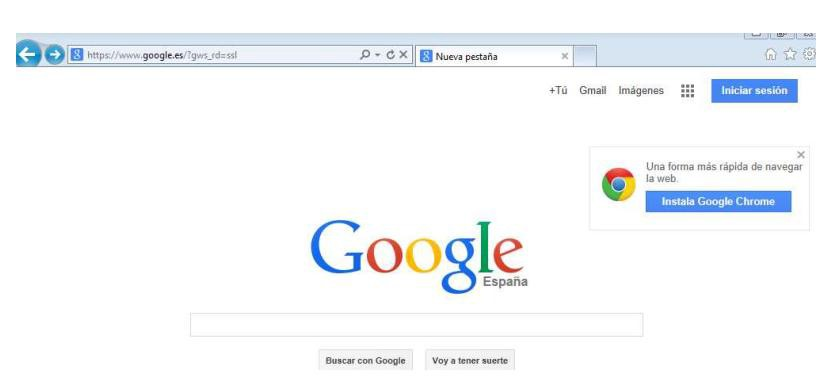 https://www.google.es/?gws_rd=ssl
Nueva pestaña
+Tú Gmail Imágenes Iniciar sesión
Una forma más rápida de navegar
la web.
Instala Google Chrome
Google
España
Buscar con Google Voy a tener suerte